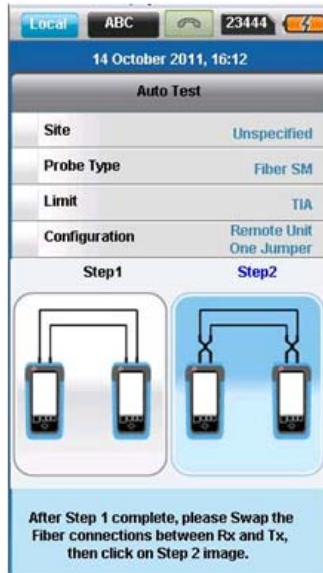 Local ABC 23444
14 October 2011, 16:12
Auto Test
Site Unspecified
Probe Type Fiber SM
Limit TIA
Configuration Remote Unit
One Jumper
Step1 Step2
After Step 1 complete, please Swap the
Fiber connections between Rx and Tx,
then click on Step 2 image.